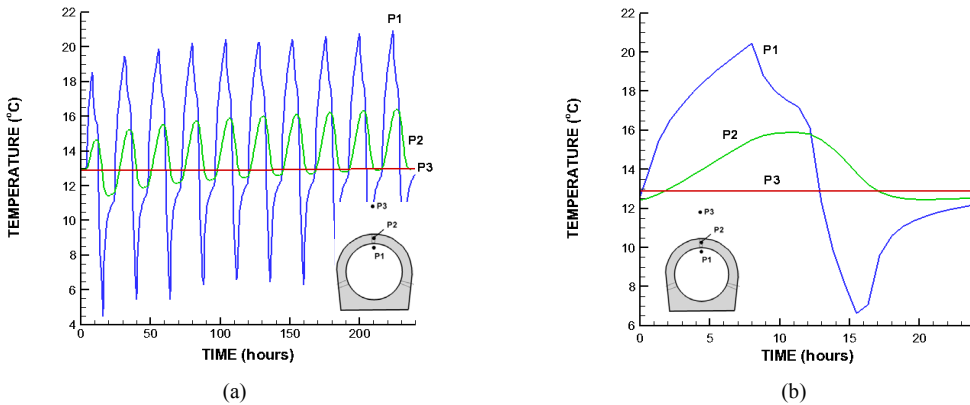 22
20
18
16
14
12
10
8
6
4
TEMPERATURE (°C)
P1
P2
P3
P3
P2
P1
0
50
100
150
200
TIME (hours)
(a)
22
20
18
16
14
12
10
8
6
TEMPERATURE (°C)
P1
P2
P3
P3
P2
P1
0
5
10
15
20
TIME (hours)
(b)